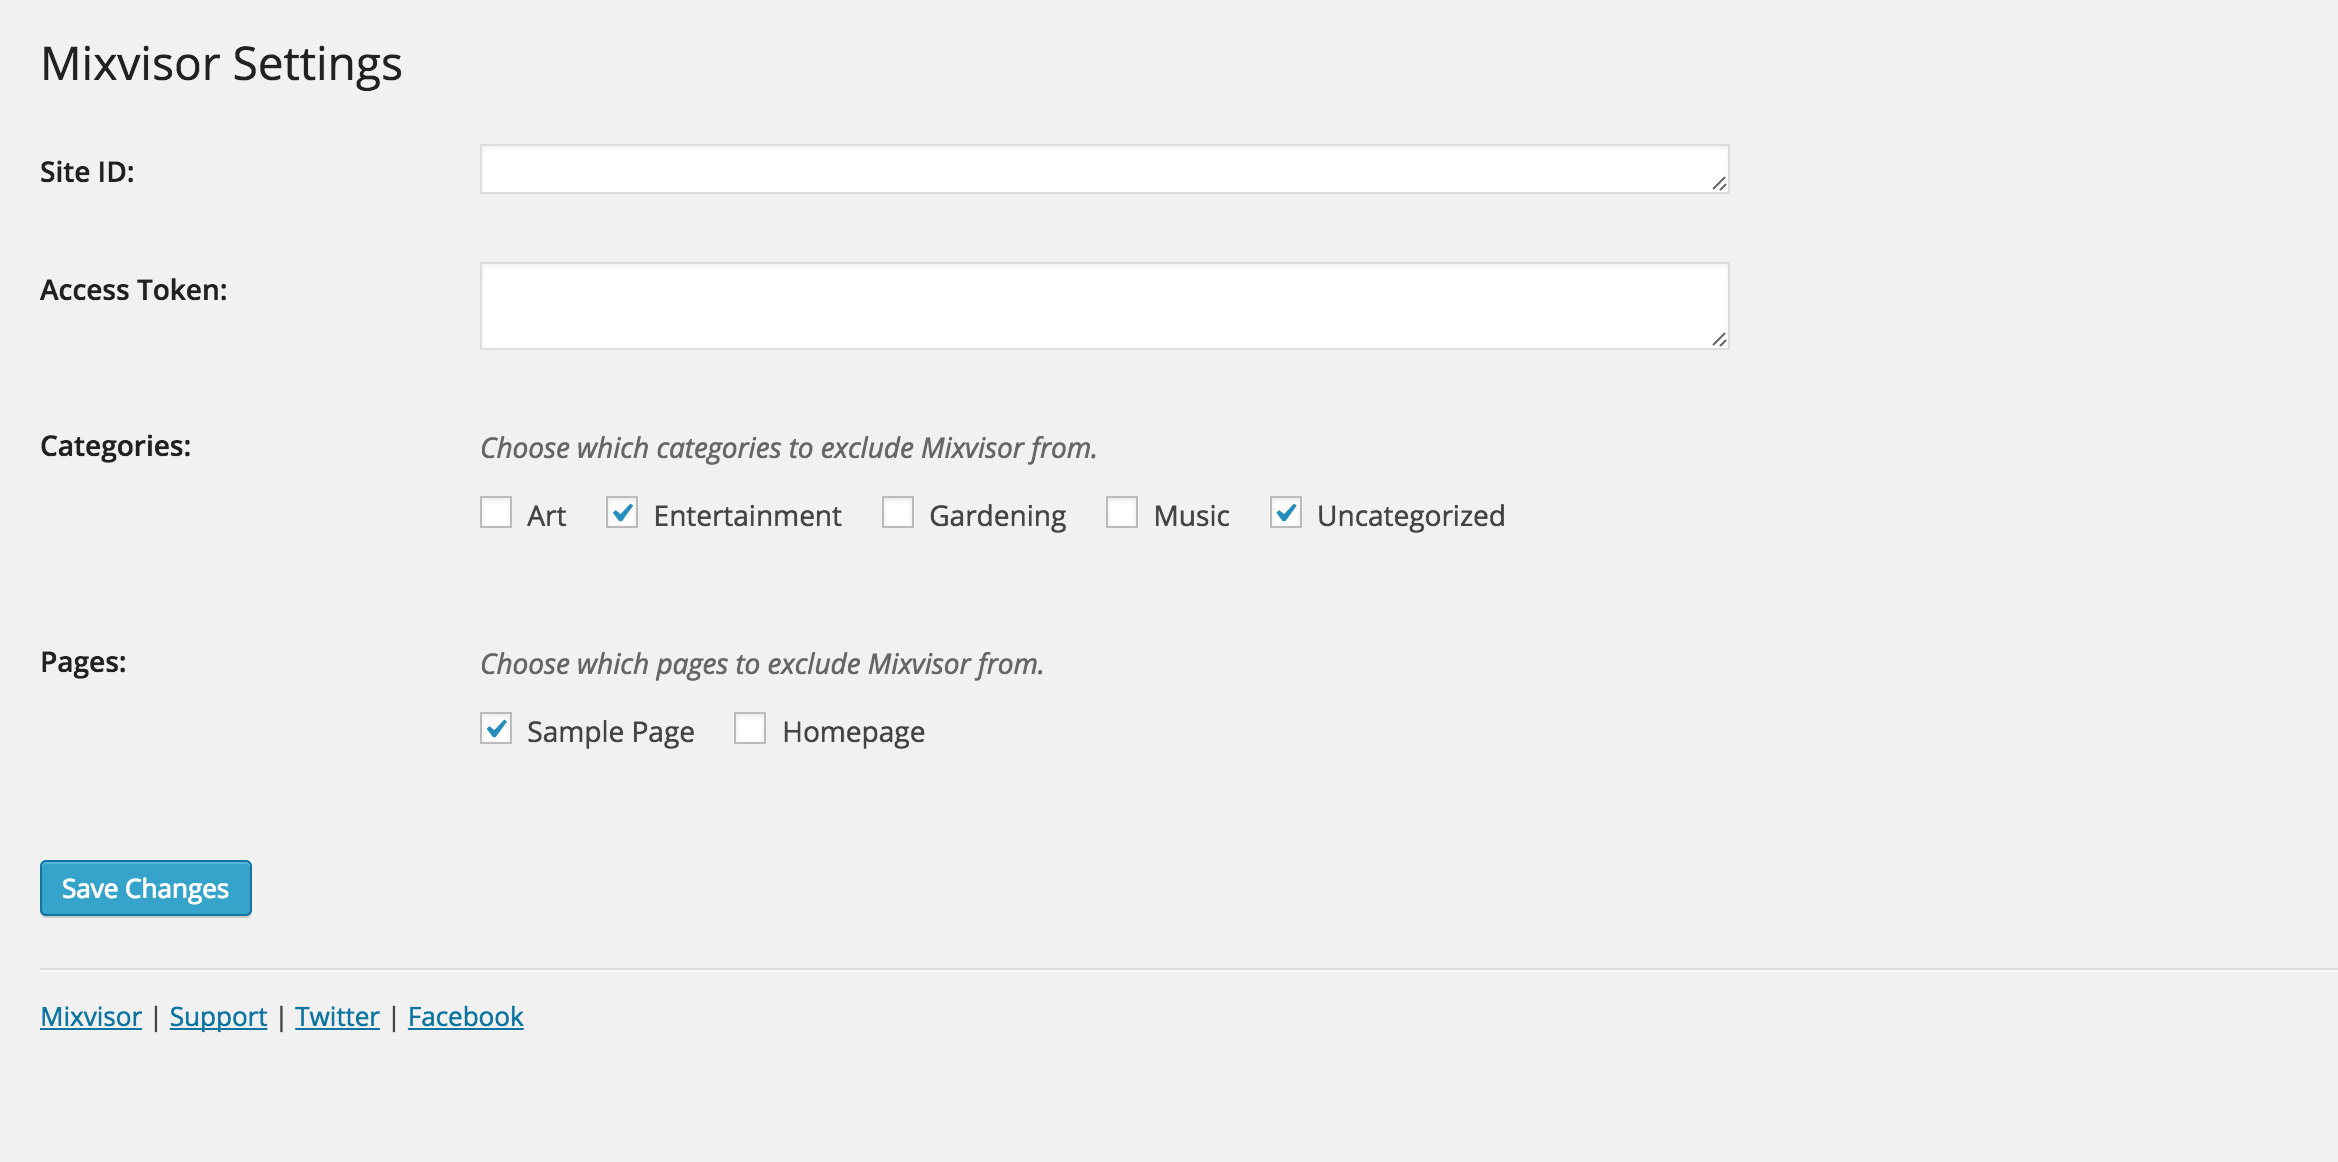 Mixvisor Settings
Site ID:
Access Token:
Categories:
Choose which categories to exclude Mixvisor from.
Art Entertainment Gardening Music Uncategorized
Pages:
Choose which pages to exclude Mixvisor from.
Sample Page Homepage
Save Changes
Mixvisor | Support | Twitter | Facebook